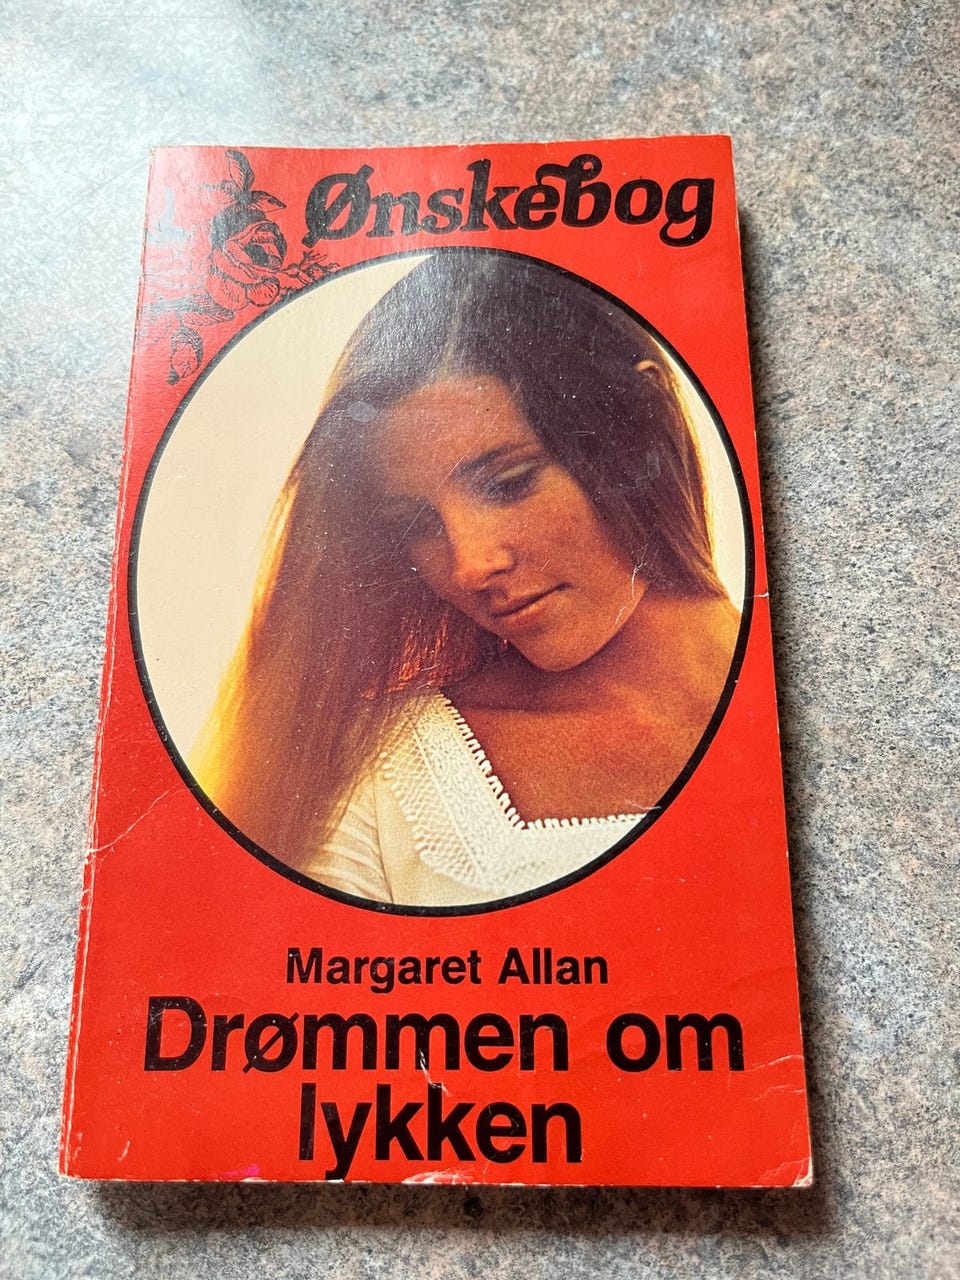 Ønskebog
Margaret Allan
Drømmen om
lykken